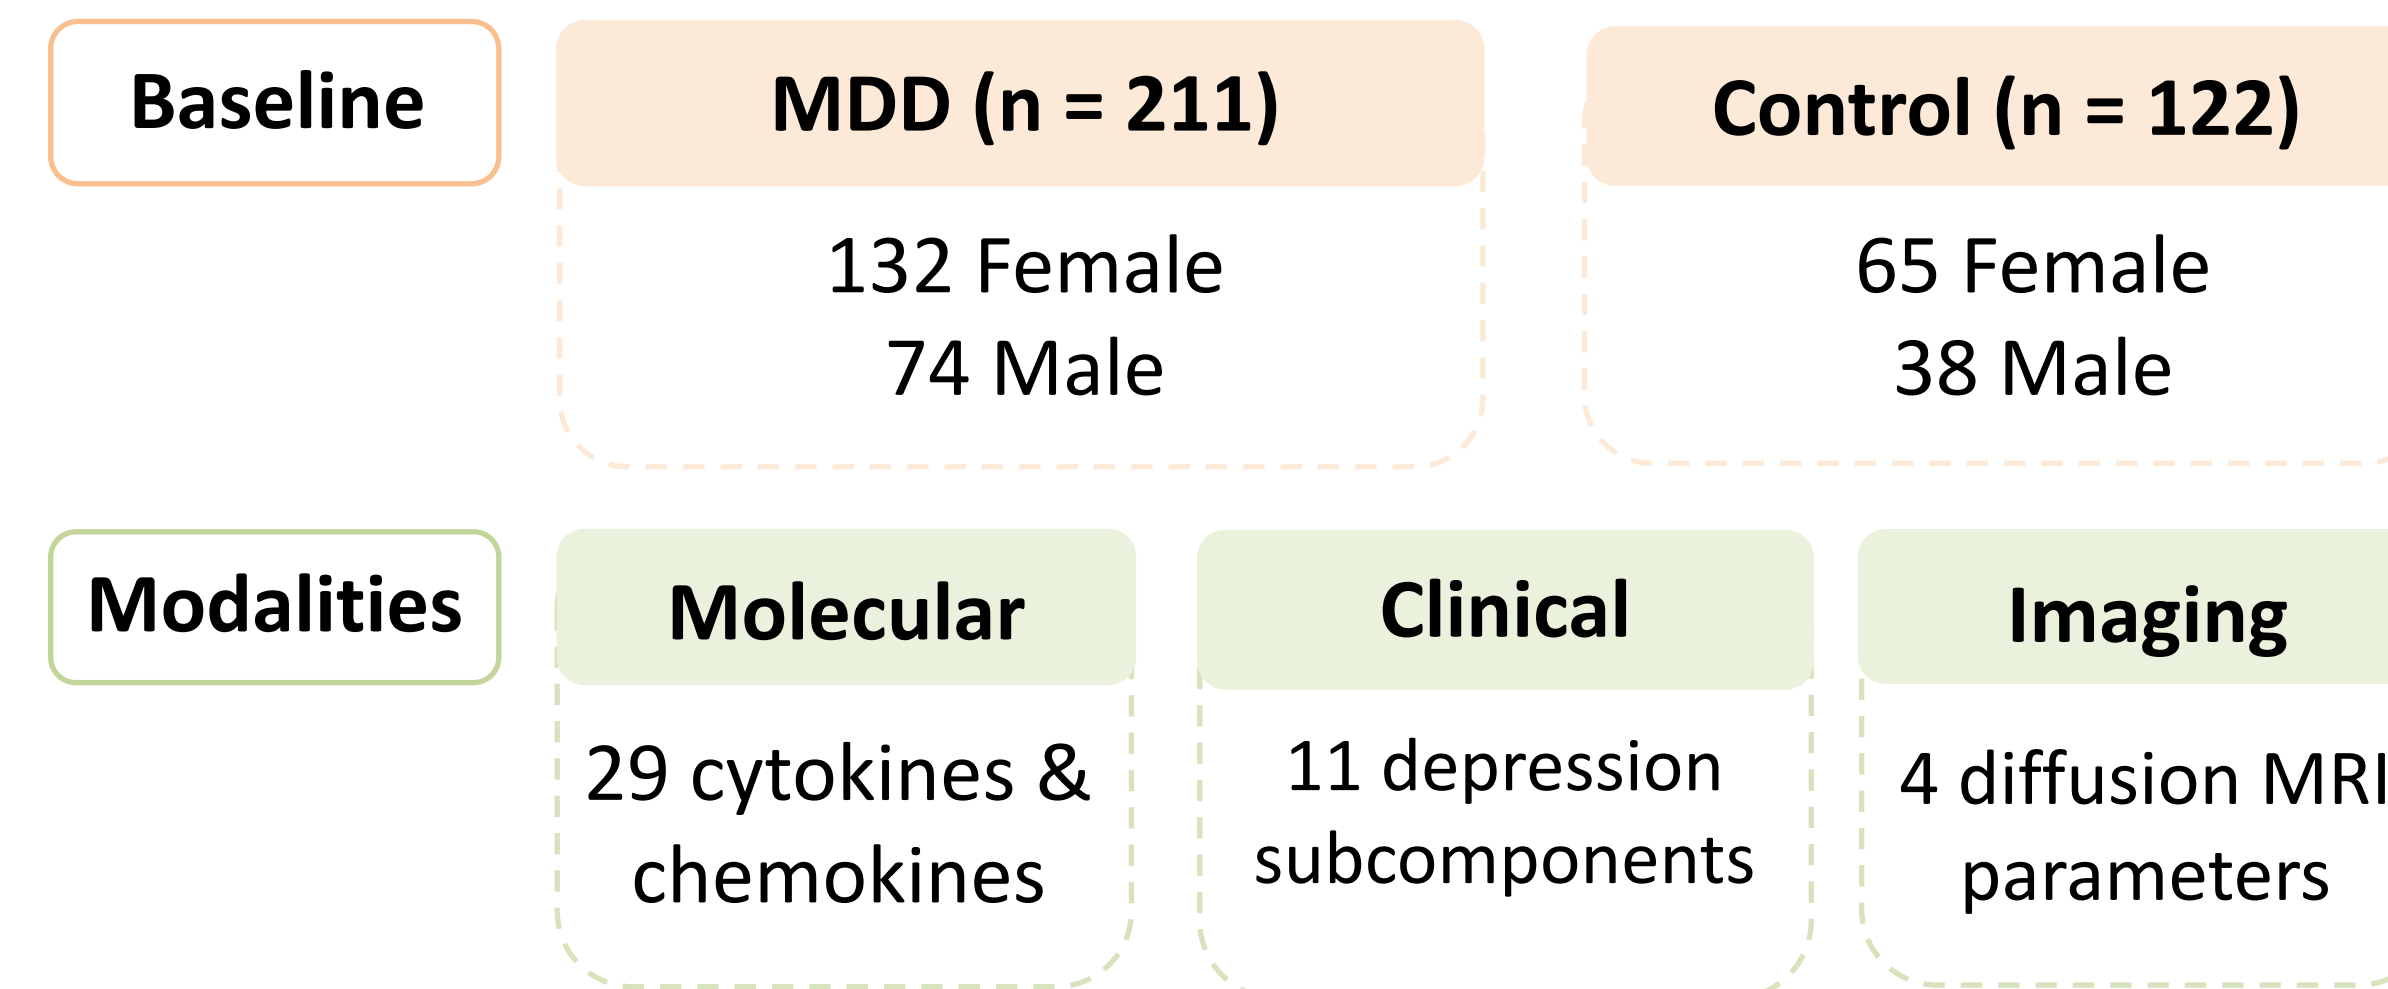 Baseline
MDD (n = 211)
Control (n = 122)
132 Female
74 Male
65 Female
38 Male
Modalities
Molecular
Clinical
Imaging
29 cytokines &
chemokines
11 depression
subcomponents
4 diffusion MRI
parameters